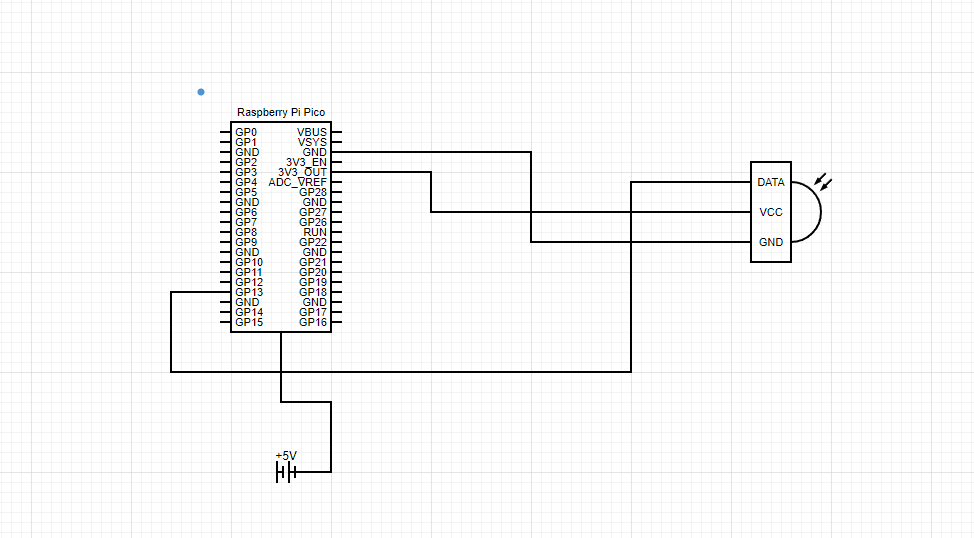 Raspberry Pi Pico
GP0 VBUS
GP1 VSYS
GND GND
GP2 3V3_EN
GP3 3V3_OUT
GP4 ADC_VREF
GP5 GP28
GND GND
GP6 GP27
GP7 GP26
GP8 RUN
GP9 GP22
GND GND
GP10 GP21
GP11 GP20
GP12 GP19
GP13 GP18
GND GND
GP14 GP17
GP15 GP16
DATA
VCC
GND
+5V